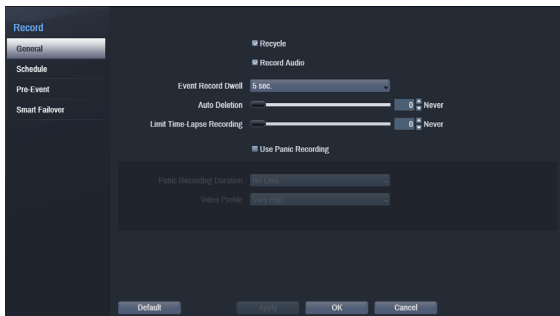 Record
General
Schedule
Pre-Event
Smart Failover
Recycle
Record Audio
Event Record Dwell 5 sec.
Auto Deletion 0 Never
Limit Time-Lapse Recording 0 Never
Use Panic Recording
Panic Recording Duration No Limit
Video Profile Very High
Default Apply OK Cancel